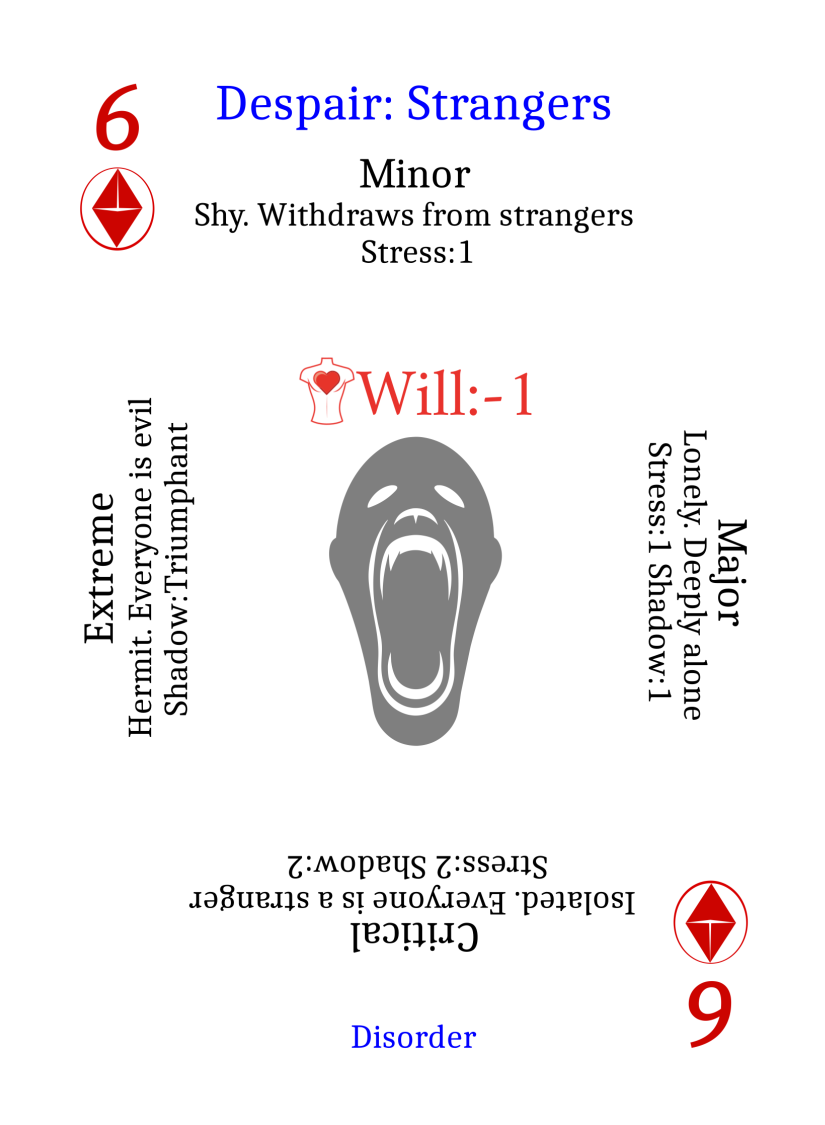 6
Despair: Strangers
Minor
Shy. Withdraws from strangers
Stress:1
Will:-1
Major
Lonely. Deeply alone
Stress:1 Shadow:1
Critical
Isolated. Everyone is a stranger
Stress:2 Shadow:2
Extreme
Hermit. Everyone is evil
Shadow:Triumphant
6
Disorder